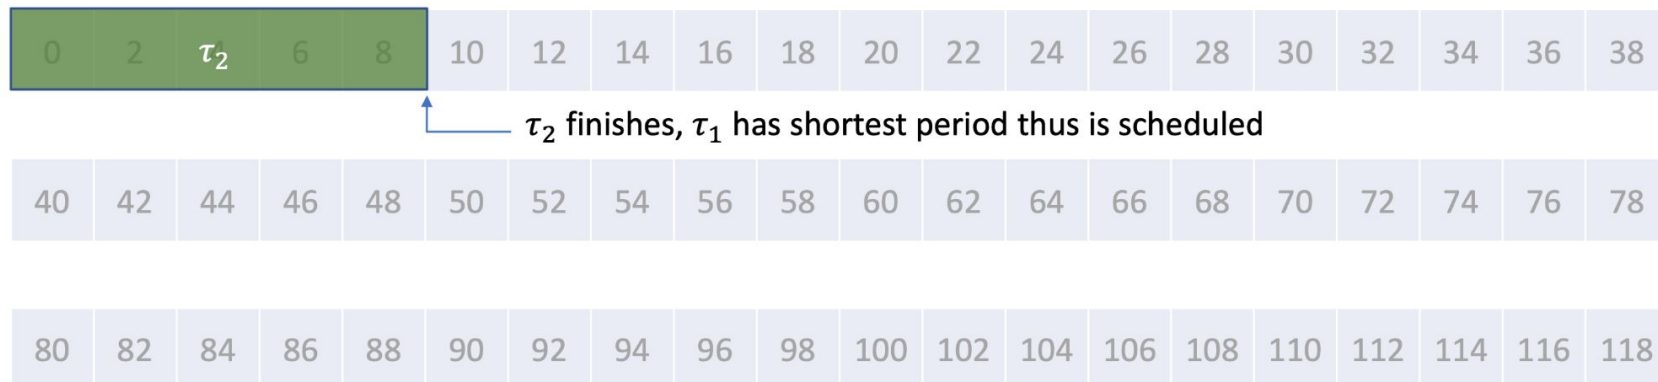 0 2 4 τ₂ 6 8 10 12 14 16 18 20 22 24 26 28 30 32 34 36 38
τ₂ finishes, τ₁ has shortest period thus is scheduled
40 42 44 46 48 50 52 54 56 58 60 62 64 66 68 70 72 74 76 78
80 82 84 86 88 90 92 94 96 98 100 102 104 106 108 110 112 114 116 118